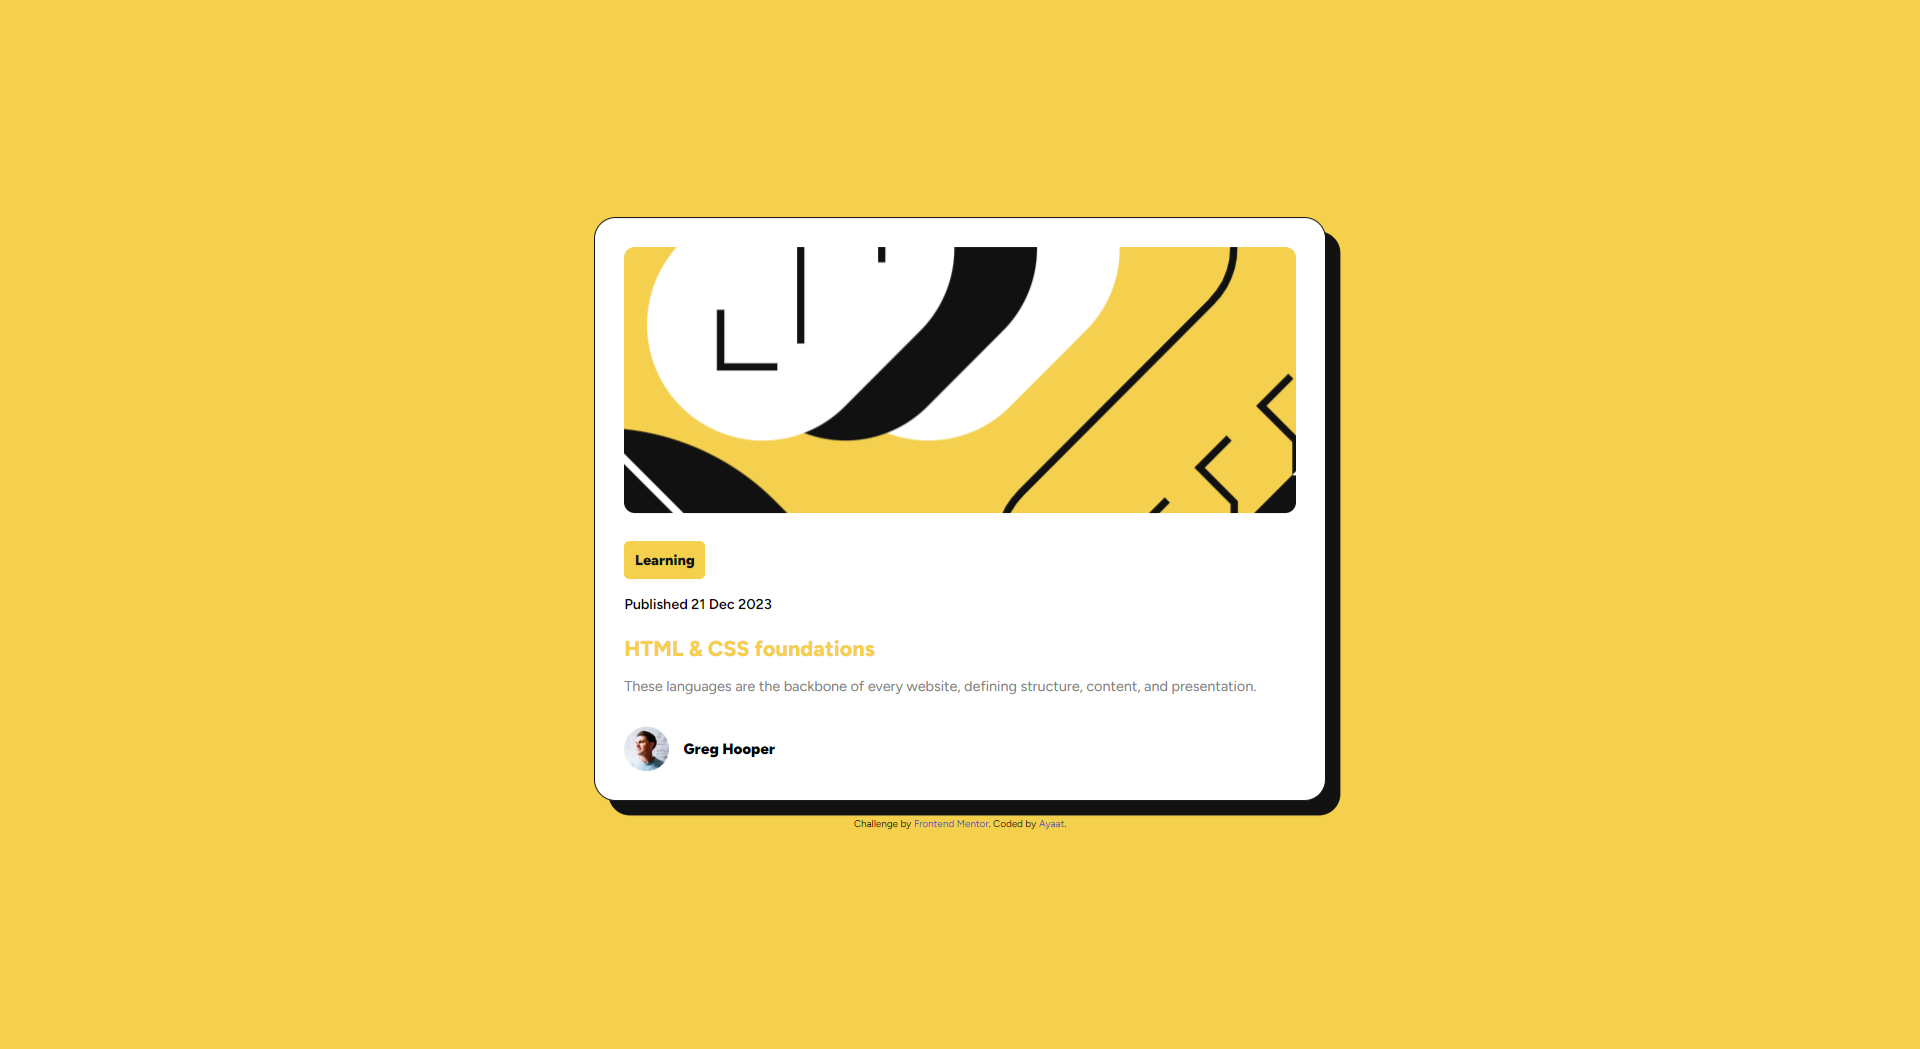 Learning
Published 21 Dec 2023
HTML & CSS foundations
These languages are the backbone of every website, defining structure, content, and presentation.
Greg Hooper
Challenge by Frontend Mentor. Coded by Ayaat.